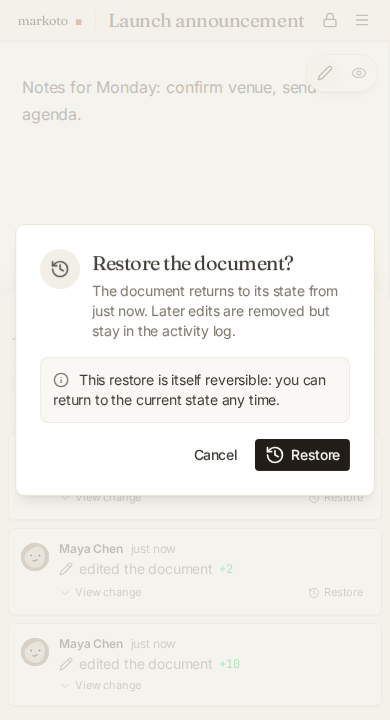 markoto
Launch announcement
Notes for Monday: confirm venue, send
agenda.
Restore the document?
The document returns to its state from
just now. Later edits are removed but
stay in the activity log.
This restore is itself reversible: you can
return to the current state any time.
Cancel
Restore
View change
Restore
Maya Chen just now
edited the document +2
View change
Restore
Maya Chen just now
edited the document +10
View change